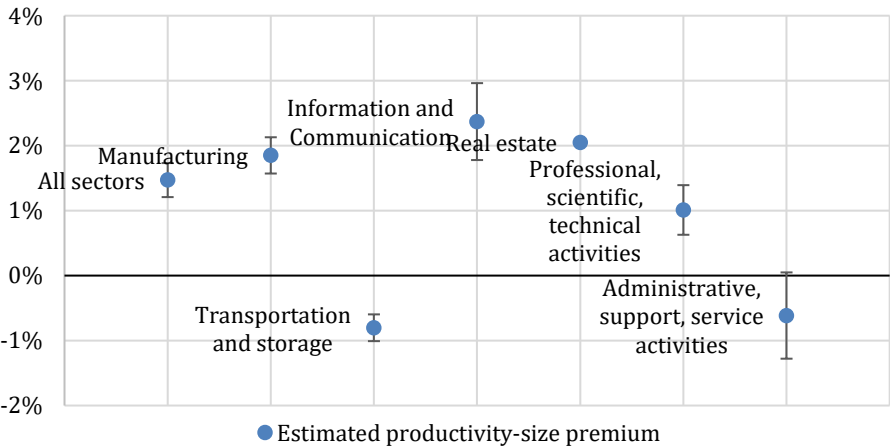 4%
3%
2%
1%
0%
-1%
-2%
All sectors
Manufacturing
Transportation
and storage
Information and
Communication
Real estate
Professional,
scientific,
technical
activities
Administrative,
support, service
activities
Estimated productivity-size premium